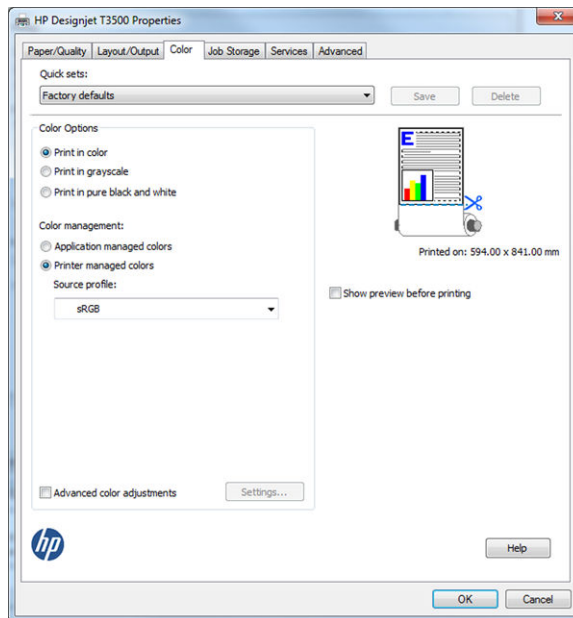 HP Designjet T3500 Properties
Paper/Quality Layout/Output Color Job Storage Services Advanced
Quick sets:
Factory defaults
Save Delete
Color Options
Print in color
Print in grayscale
Print in pure black and white
Color management:
Application managed colors
Printer managed colors
Source profile:
sRGB
Advanced color adjustments
Settings...
E
Printed on: 594.00 x 841.00 mm
Show preview before printing
hp
Help
OK Cancel